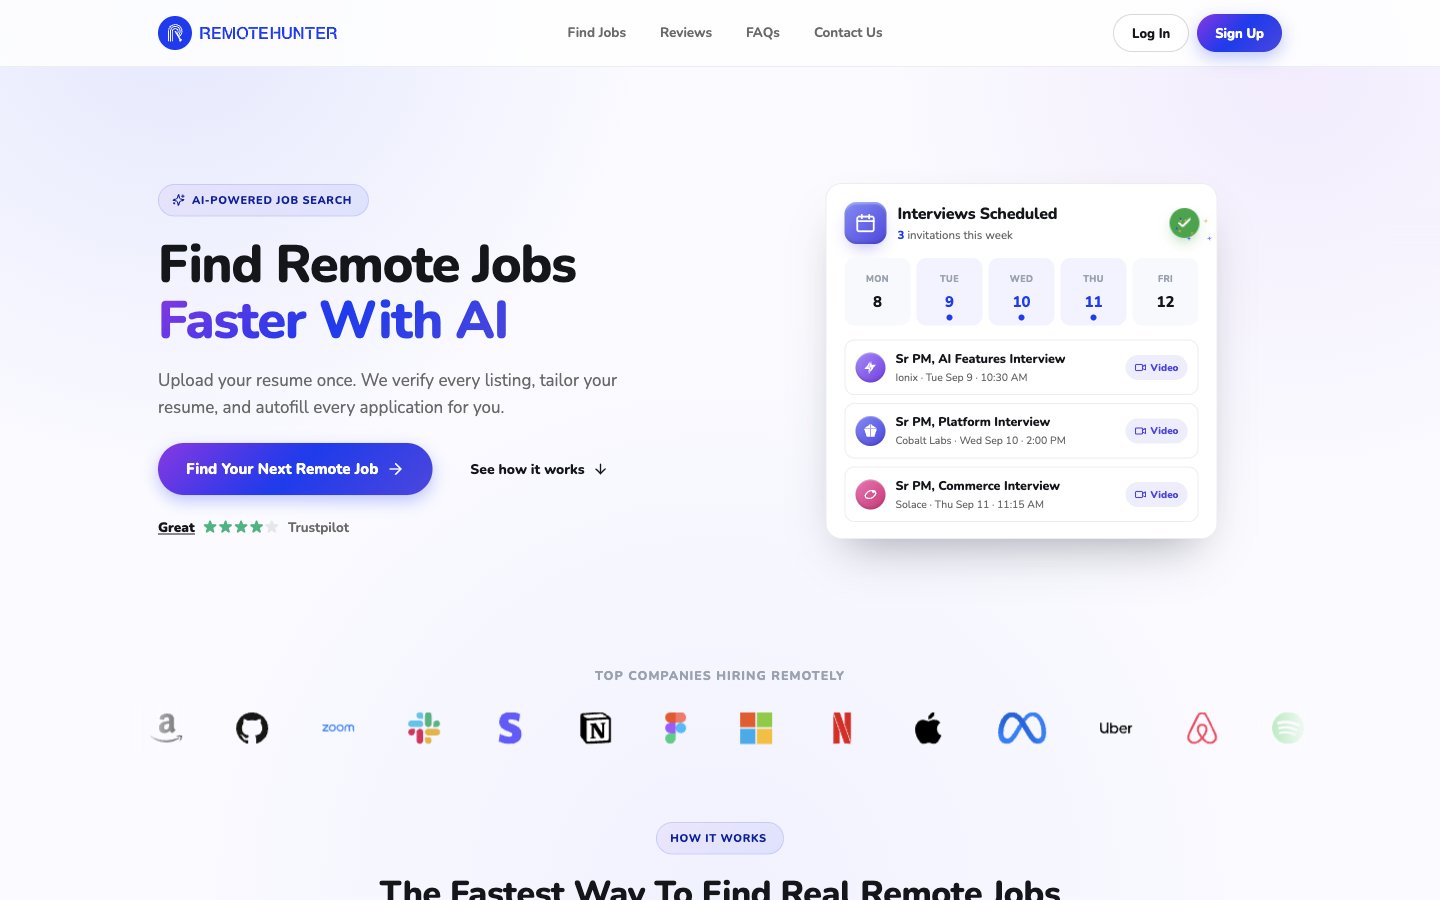 REMOTEHUNTER
Find Jobs
Reviews
FAQs
Contact Us
Log In
Sign Up
AI-POWERED JOB SEARCH
Find Remote Jobs
Faster With AI
Upload your resume once. We verify every listing, tailor your
resume, and autofill every application for you.
Find Your Next Remote Job
See how it works
Great
Trustpilot
Interviews Scheduled
3 invitations this week
MON
TUE
WED
THU
FRI
8
9
10
11
12
Sr PM, AI Features Interview
Ionix · Tue Sep 9 · 10:30 AM
Video
Sr PM, Platform Interview
Cobalt Labs · Wed Sep 10 · 2:00 PM
Video
Sr PM, Commerce Interview
Solace · Thu Sep 11 · 11:15 AM
Video
TOP COMPANIES HIRING REMOTELY
zoom
Uber
HOW IT WORKS
The Fastest Way To Find Real Remote Jobs